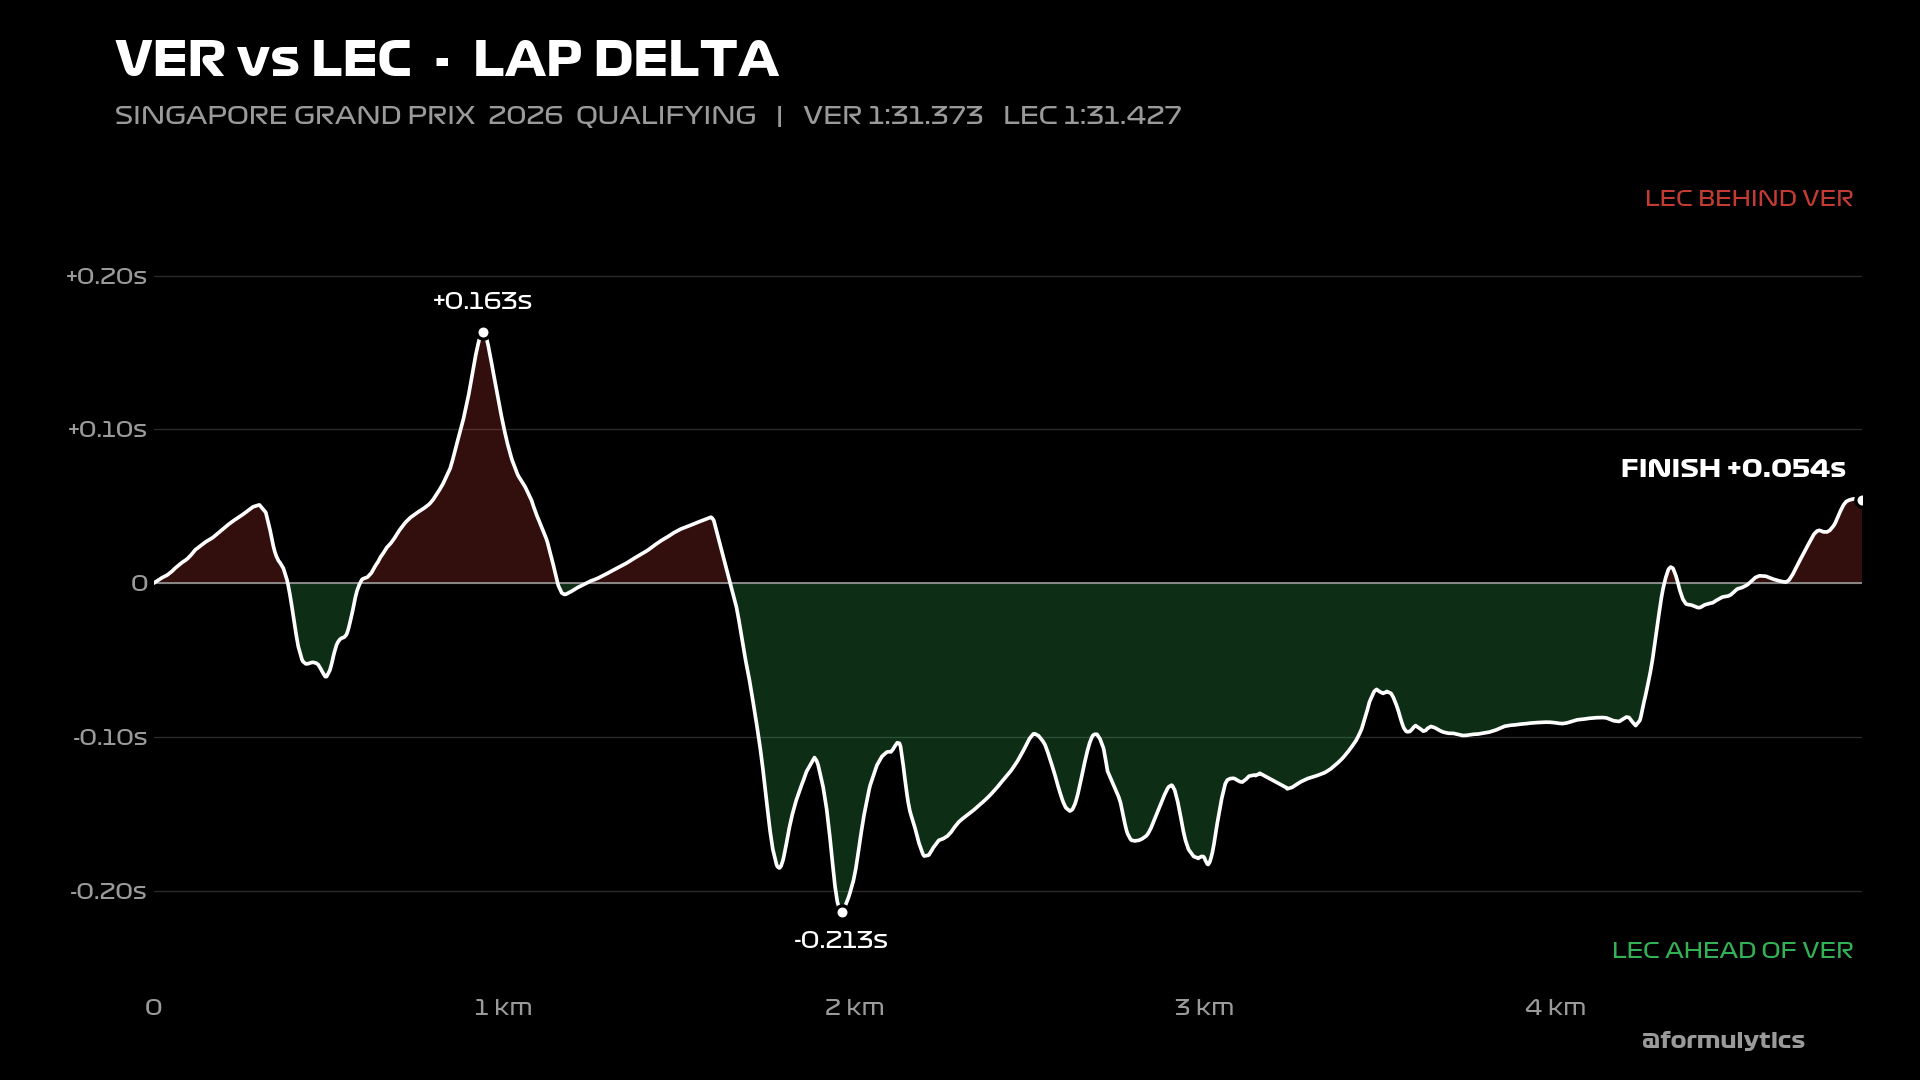 VER vs LEC - LAP DELTA
SINGAPORE GRAND PRIX 2026 QUALIFYING | VER 1:31.373 LEC 1:31.427
LEC BEHIND VER
+0.20s
+0.163s
+0.10s
FINISH +0.054s
0
-0.10s
-0.20s
-0.213s
LEC AHEAD OF VER
0 1 km 2 km 3 km 4 km
@formulytics